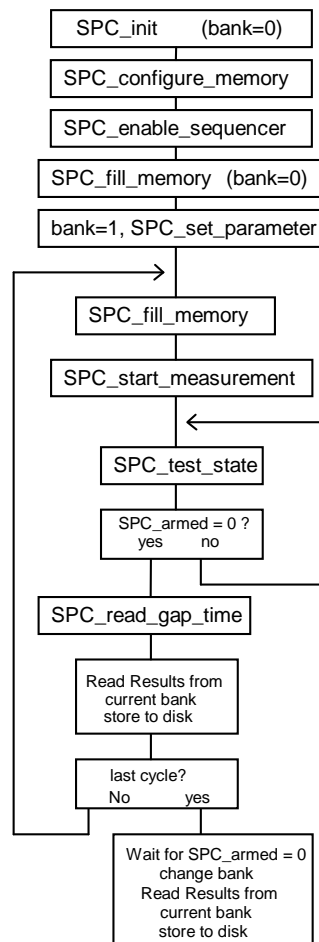 SPC_init (bank=0)
SPC_configure_memory
SPC_enable_sequencer
SPC_fill_memory (bank=0)
bank=1, SPC_set_parameter
SPC_fill_memory
SPC_start_measurement
SPC_test_state
SPC_armed = 0 ?
yes no
SPC_read_gap_time
Read Results from
current bank
store to disk
last cycle?
No yes
Wait for SPC_armed = 0
change bank
Read Results from
current bank
store to disk